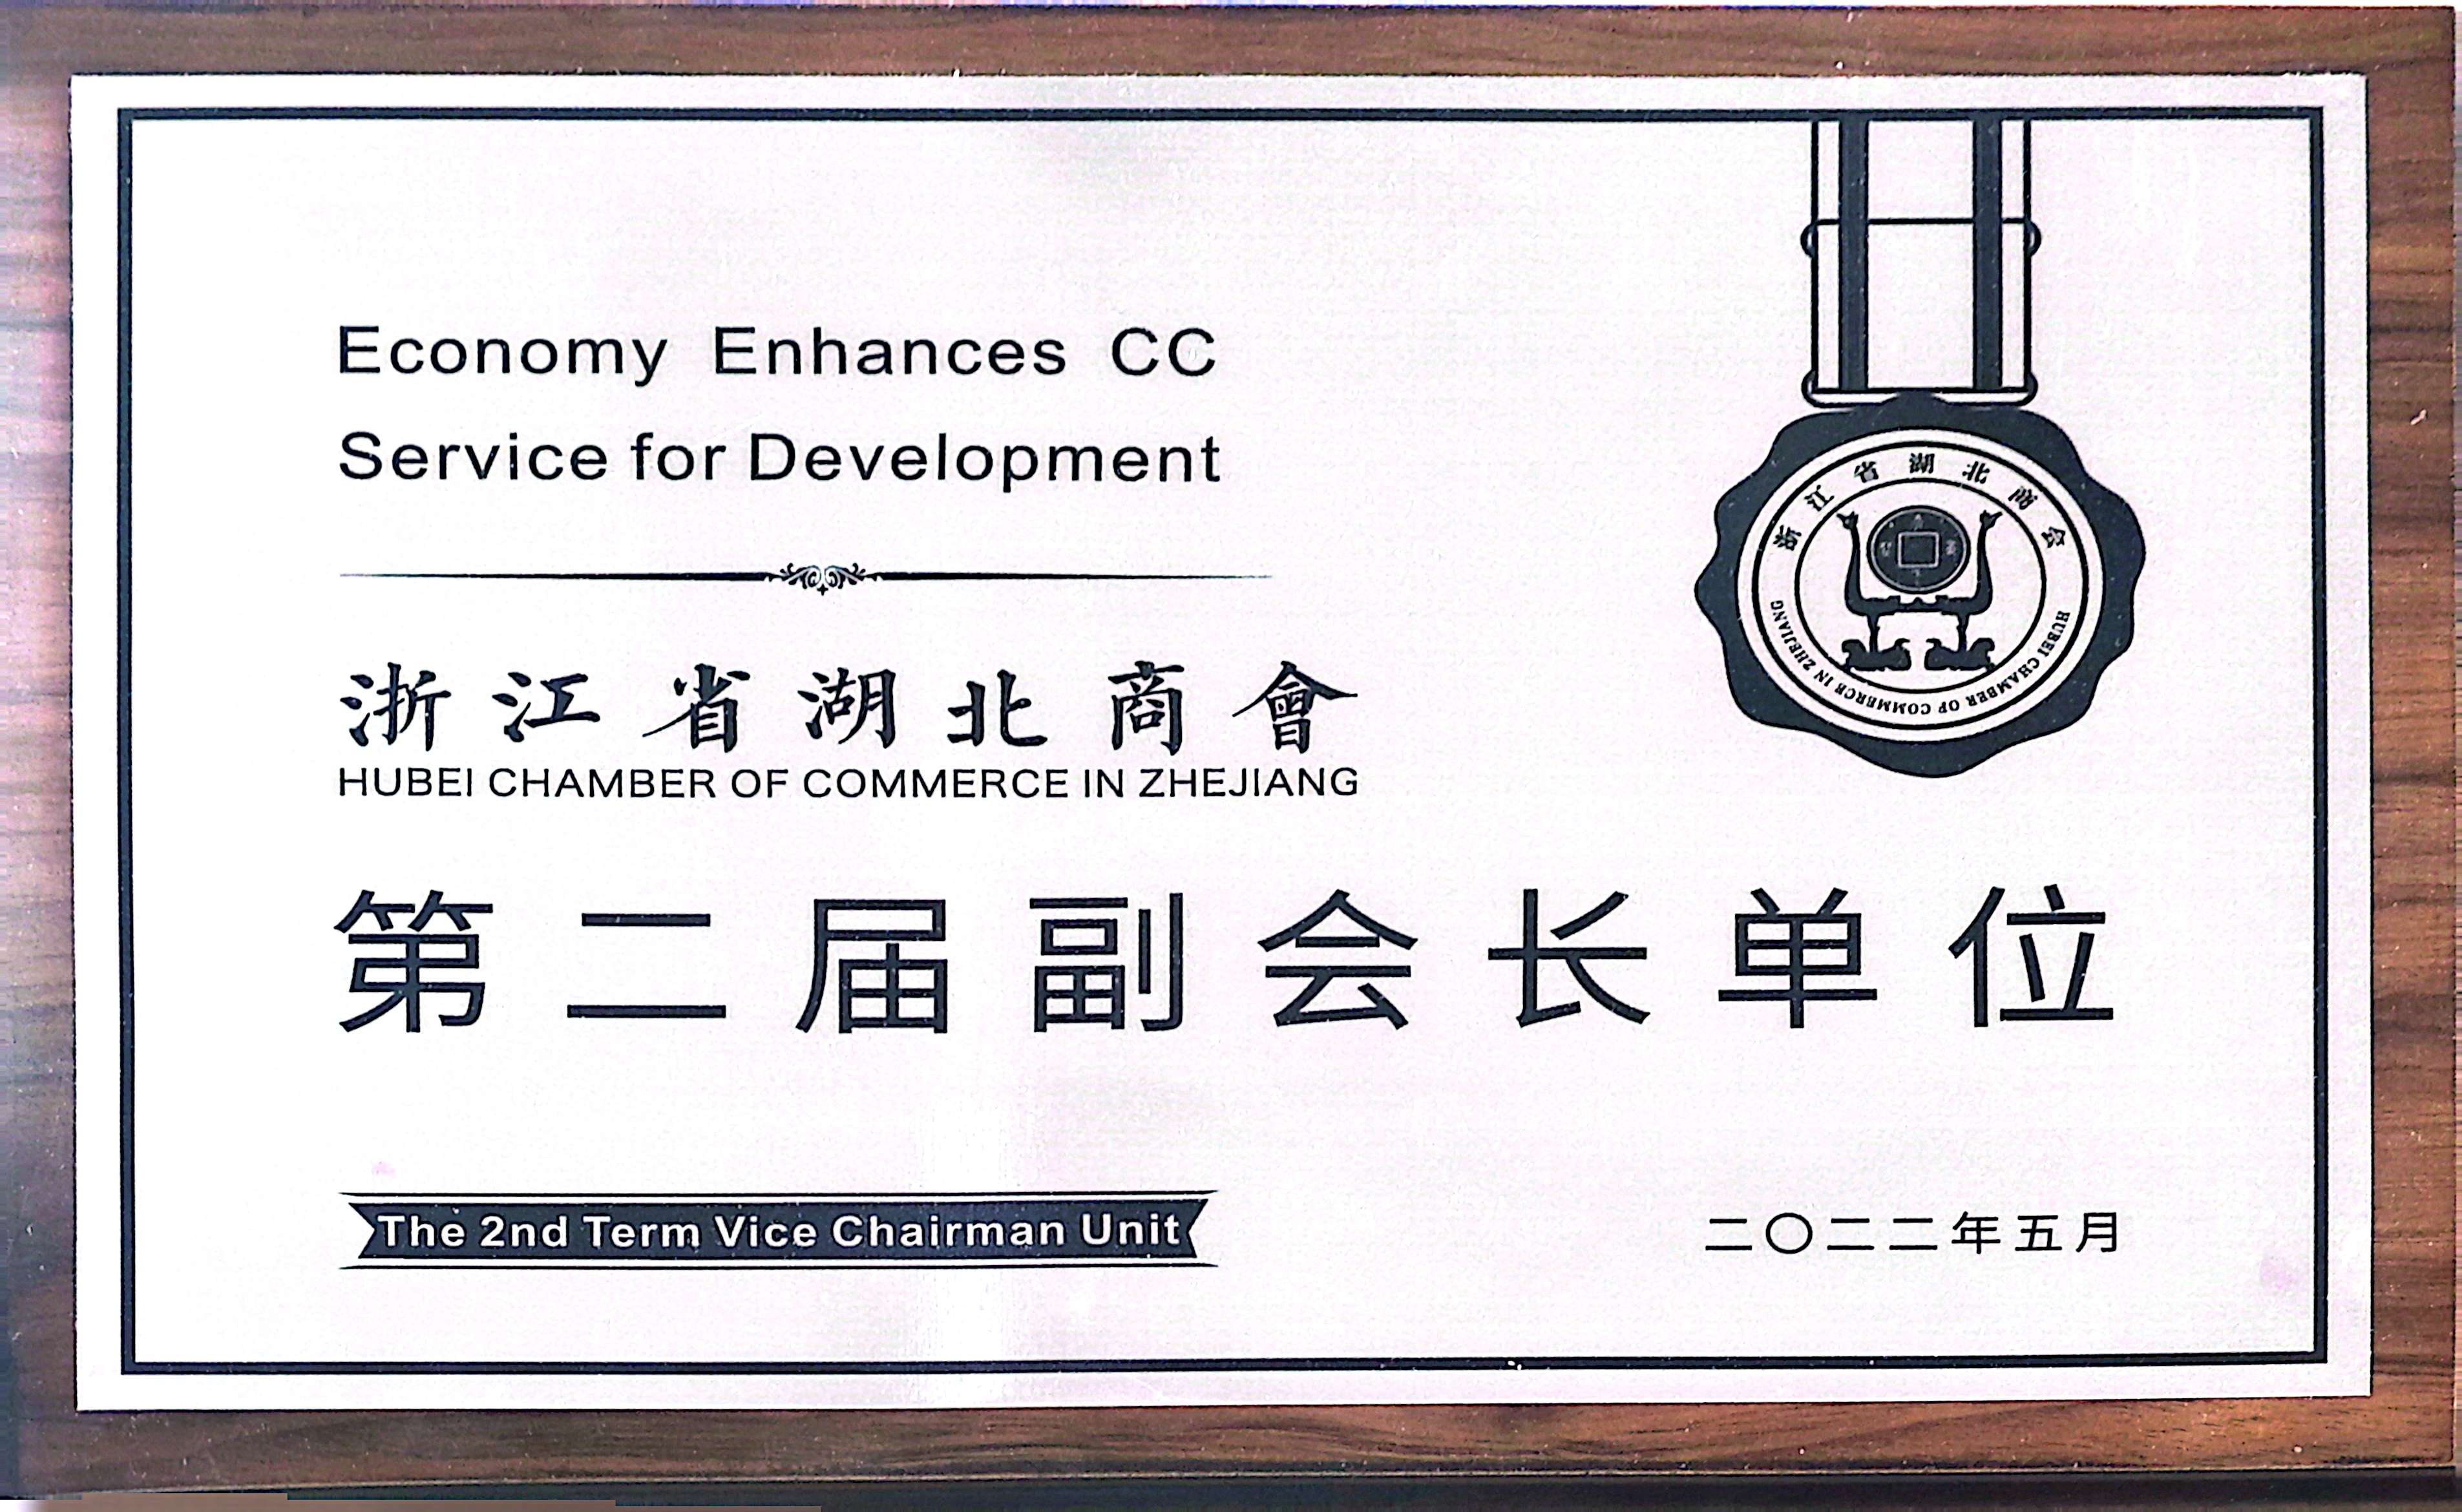 Economy Enhances CC
Service for Development
浙江省湖北商会
HUBEI CHAMBER OF COMMERCE IN ZHEJIANG
浙江省湖北商會
HUBEI CHAMBER OF COMMERCE IN ZHEJIANG
第二届副会长单位
The 2nd Term Vice Chairman Unit
二〇二二年五月